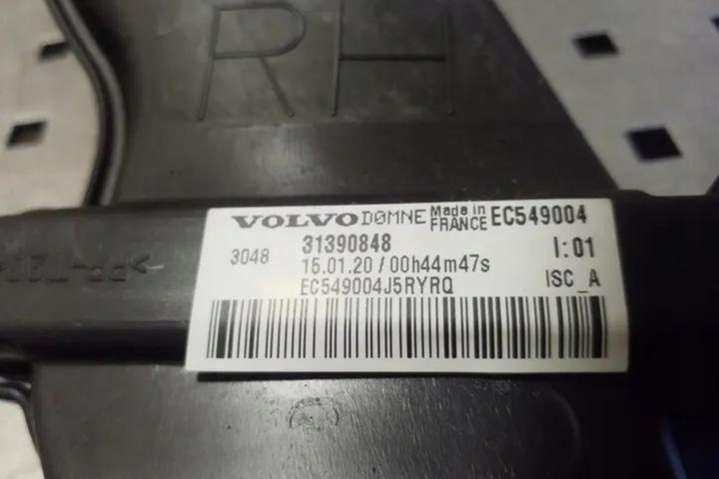 RH
VOLVO DØMNE Made in FRANCE EC549004
3048 31390848 I:01
15.01.20 / 00h44m47s ISC_A
EC549004J5RYRQ